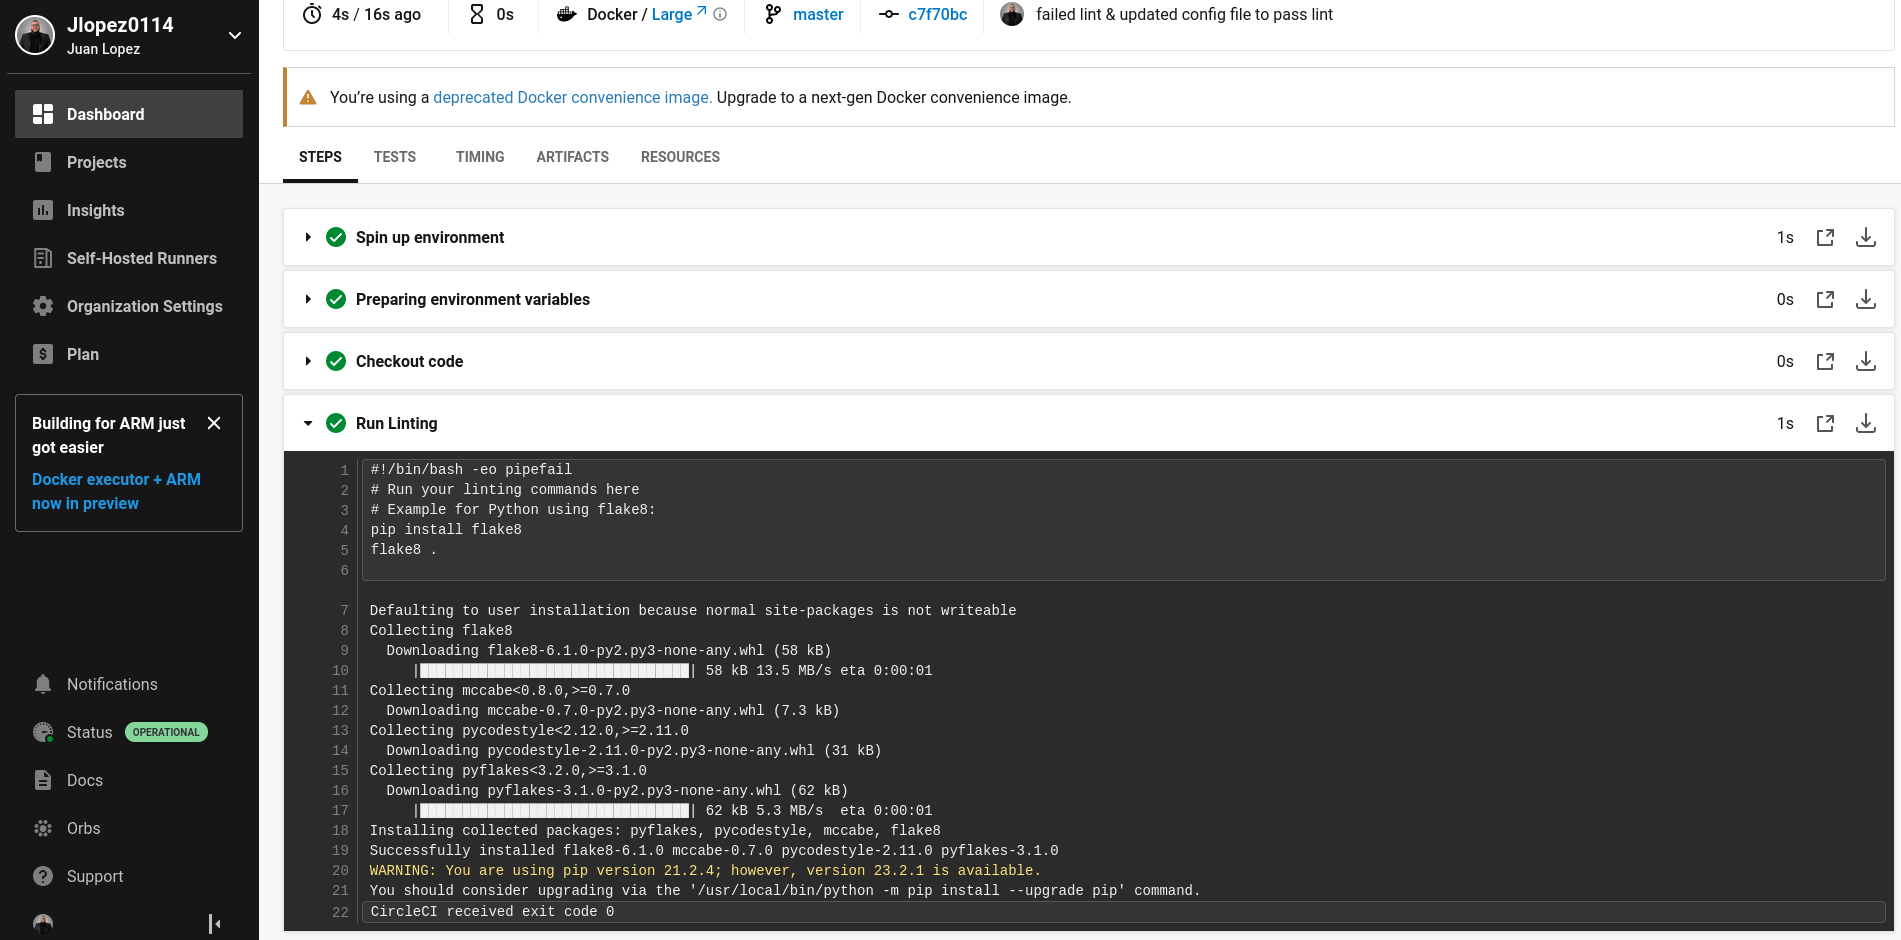 Jlopez0114
Juan Lopez
Dashboard
Projects
Insights
Self-Hosted Runners
Organization Settings
Plan
Building for ARM just
got easier
Docker executor + ARM
now in preview
Notifications
Status OPERATIONAL
Docs
Orbs
Support
4s / 16s ago 0s Docker / Large master c7f70bc failed lint & updated config file to pass lint
You’re using a deprecated Docker convenience image. Upgrade to a next-gen Docker convenience image.
STEPS TESTS TIMING ARTIFACTS RESOURCES
Spin up environment 1s
Preparing environment variables 0s
Checkout code 0s
Run Linting 1s
1 #!/bin/bash -eo pipefail
2 # Run your linting commands here
3 # Example for Python using flake8:
4 pip install flake8
5 flake8 .
6
7 Defaulting to user installation because normal site-packages is not writeable
8 Collecting flake8
9 Downloading flake8-6.1.0-py2.py3-none-any.whl (58 kB)
10 |████████████████████████████████| 58 kB 13.5 MB/s eta 0:00:01
11 Collecting mccabe<0.8.0,>=0.7.0
12 Downloading mccabe-0.7.0-py2.py3-none-any.whl (7.3 kB)
13 Collecting pycodestyle<2.12.0,>=2.11.0
14 Downloading pycodestyle-2.11.0-py2.py3-none-any.whl (31 kB)
15 Collecting pyflakes<3.2.0,>=3.1.0
16 Downloading pyflakes-3.1.0-py2.py3-none-any.whl (62 kB)
17 |████████████████████████████████| 62 kB 5.3 MB/s eta 0:00:01
18 Installing collected packages: pyflakes, pycodestyle, mccabe, flake8
19 Successfully installed flake8-6.1.0 mccabe-0.7.0 pycodestyle-2.11.0 pyflakes-3.1.0
20 WARNING: You are using pip version 21.2.4; however, version 23.2.1 is available.
21 You should consider upgrading via the '/usr/local/bin/python -m pip install --upgrade pip' command.
22 CircleCI received exit code 0